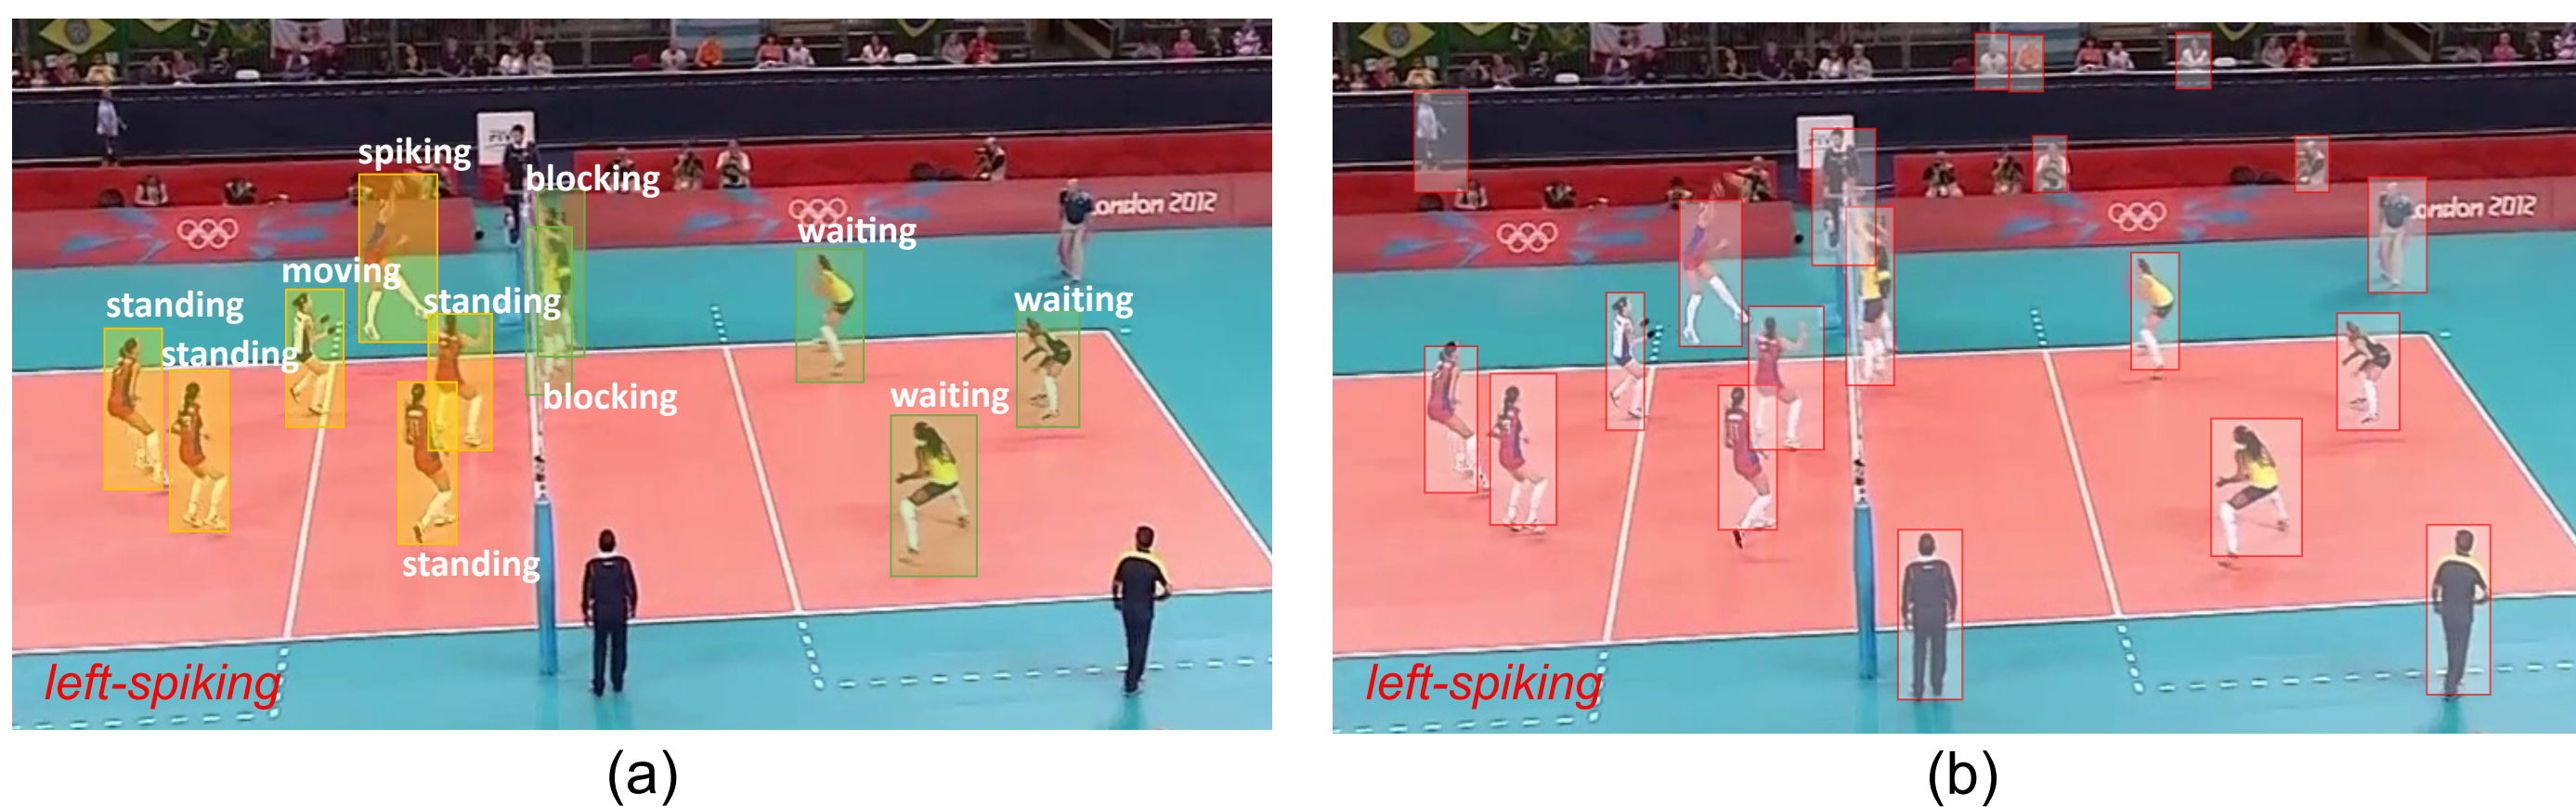 spiking
blocking
waiting
moving
standing
standing
waiting
standing
blocking
waiting
standing
London 2012
left-spiking
(a)
London 2012
left-spiking
(b)